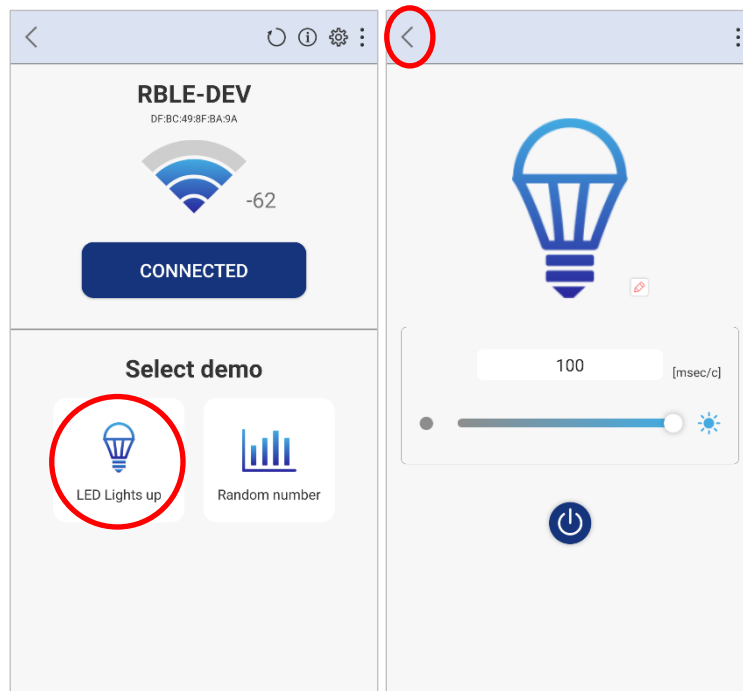 RBLE-DEV
DF:BC:49:8F:BA:9A
-62
CONNECTED
Select demo
LED Lights up
Random number
100
[msec/c]